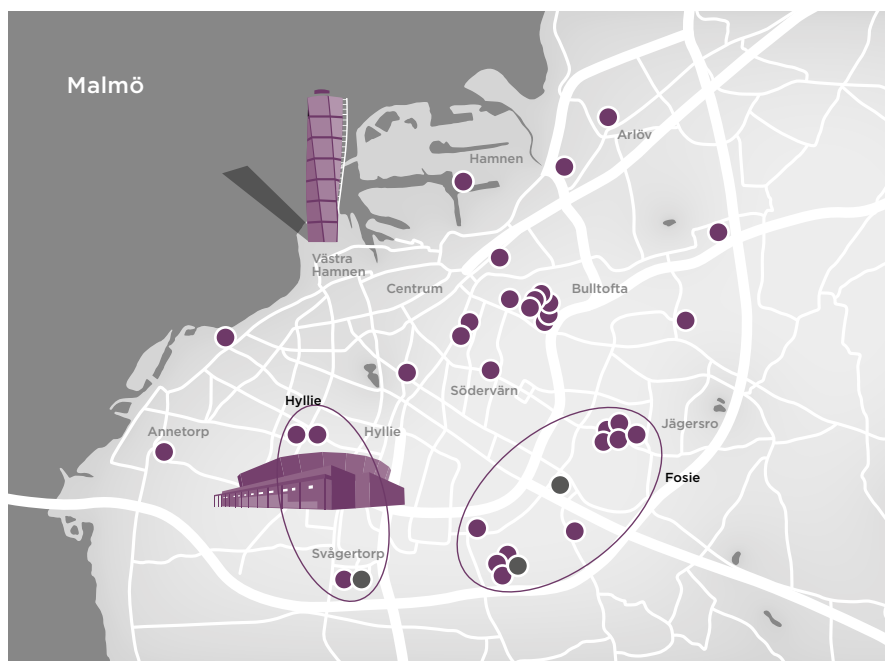 Malmö
Arlöv
Hamnen
Västra
Hamnen
Centrum
Bulltofta
Södervärn
Hyllie
Annetorp
Hyllie
Jägersro
Fosie
Svågertorp